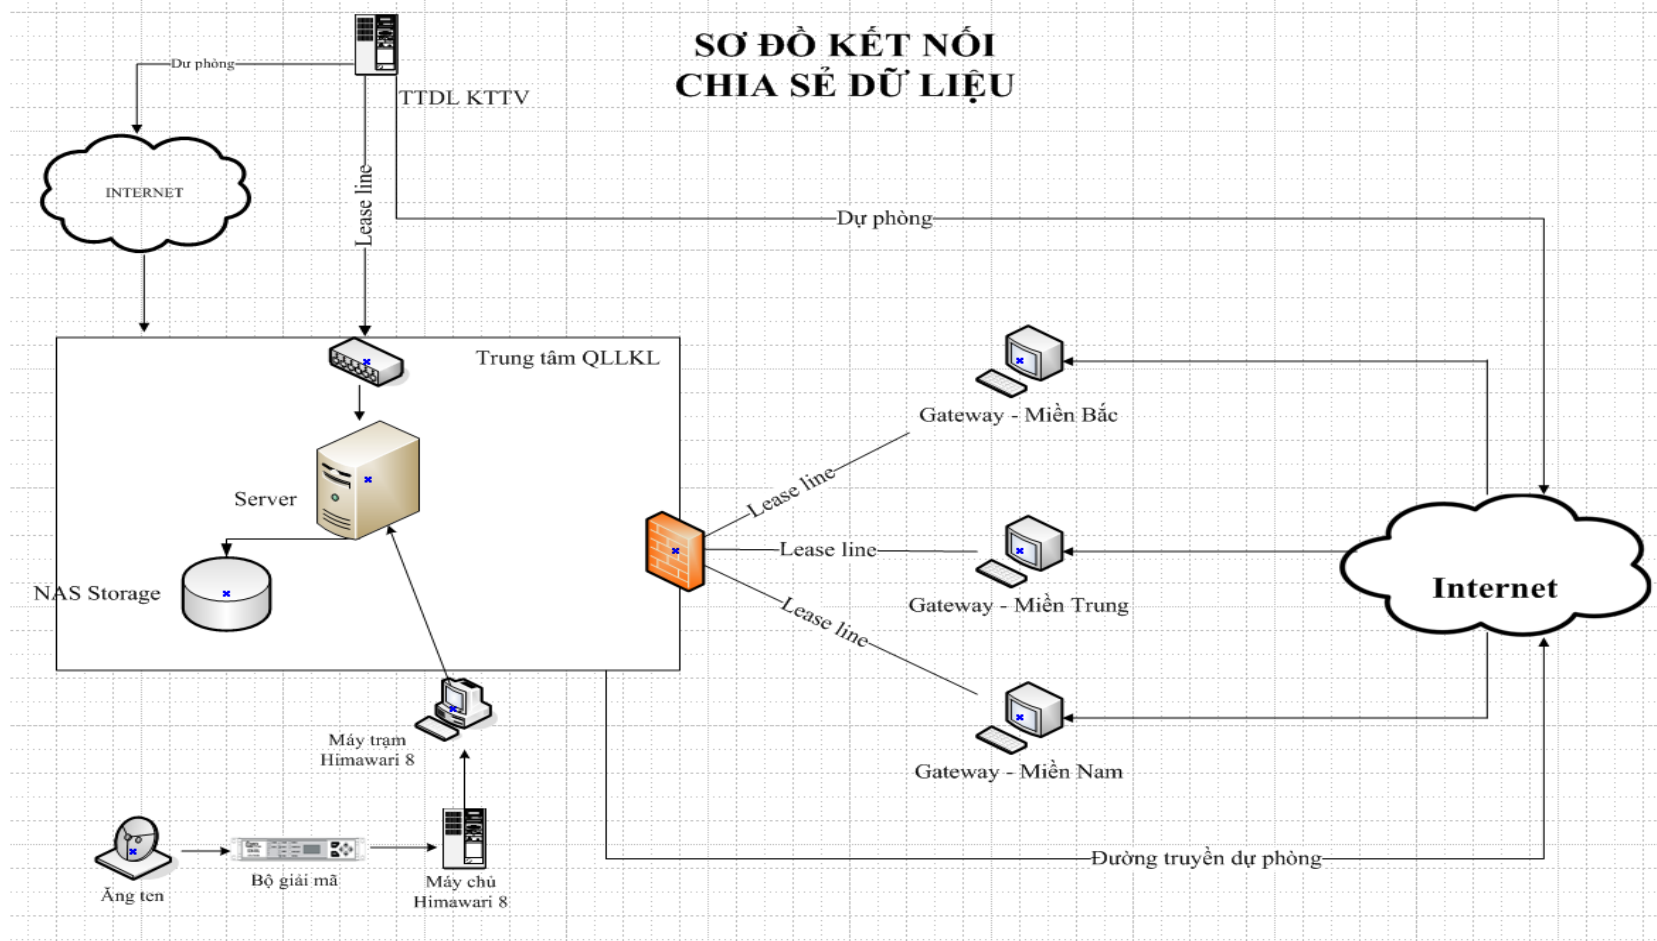 SƠ ĐỒ KẾT NỐI
CHIA SẺ DỮ LIỆU
Dư phòng
TTDL KTTV
INTERNET
Lease line
Dự phòng
Trung tâm QLLKL
Gateway - Miền Bắc
Lease line
Server
Lease line
Internet
NAS Storage
Gateway - Miền Trung
Lease line
Máy trạm
Himawari 8
Gateway - Miền Nam
Đường truyền dự phòng
Ăng ten
Bộ giải mã
Máy chủ
Himawari 8